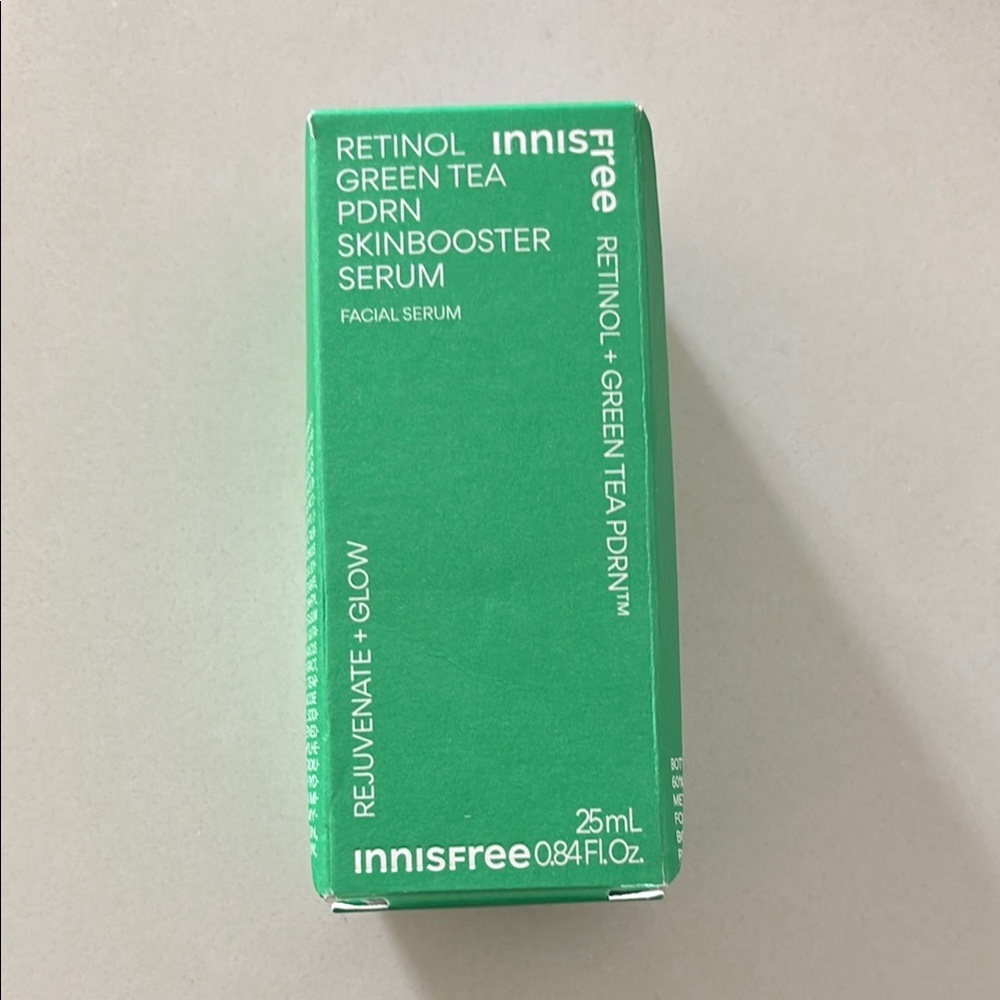 RETINOL
GREEN TEA
PDRN
SKINBOOSTER
SERUM
FACIAL SERUM
INNISFREE
RETINOL + GREEN TEA PDRN™
REJUVENATE + GLOW
25mL
INNISFREE 0.84 Fl. Oz.